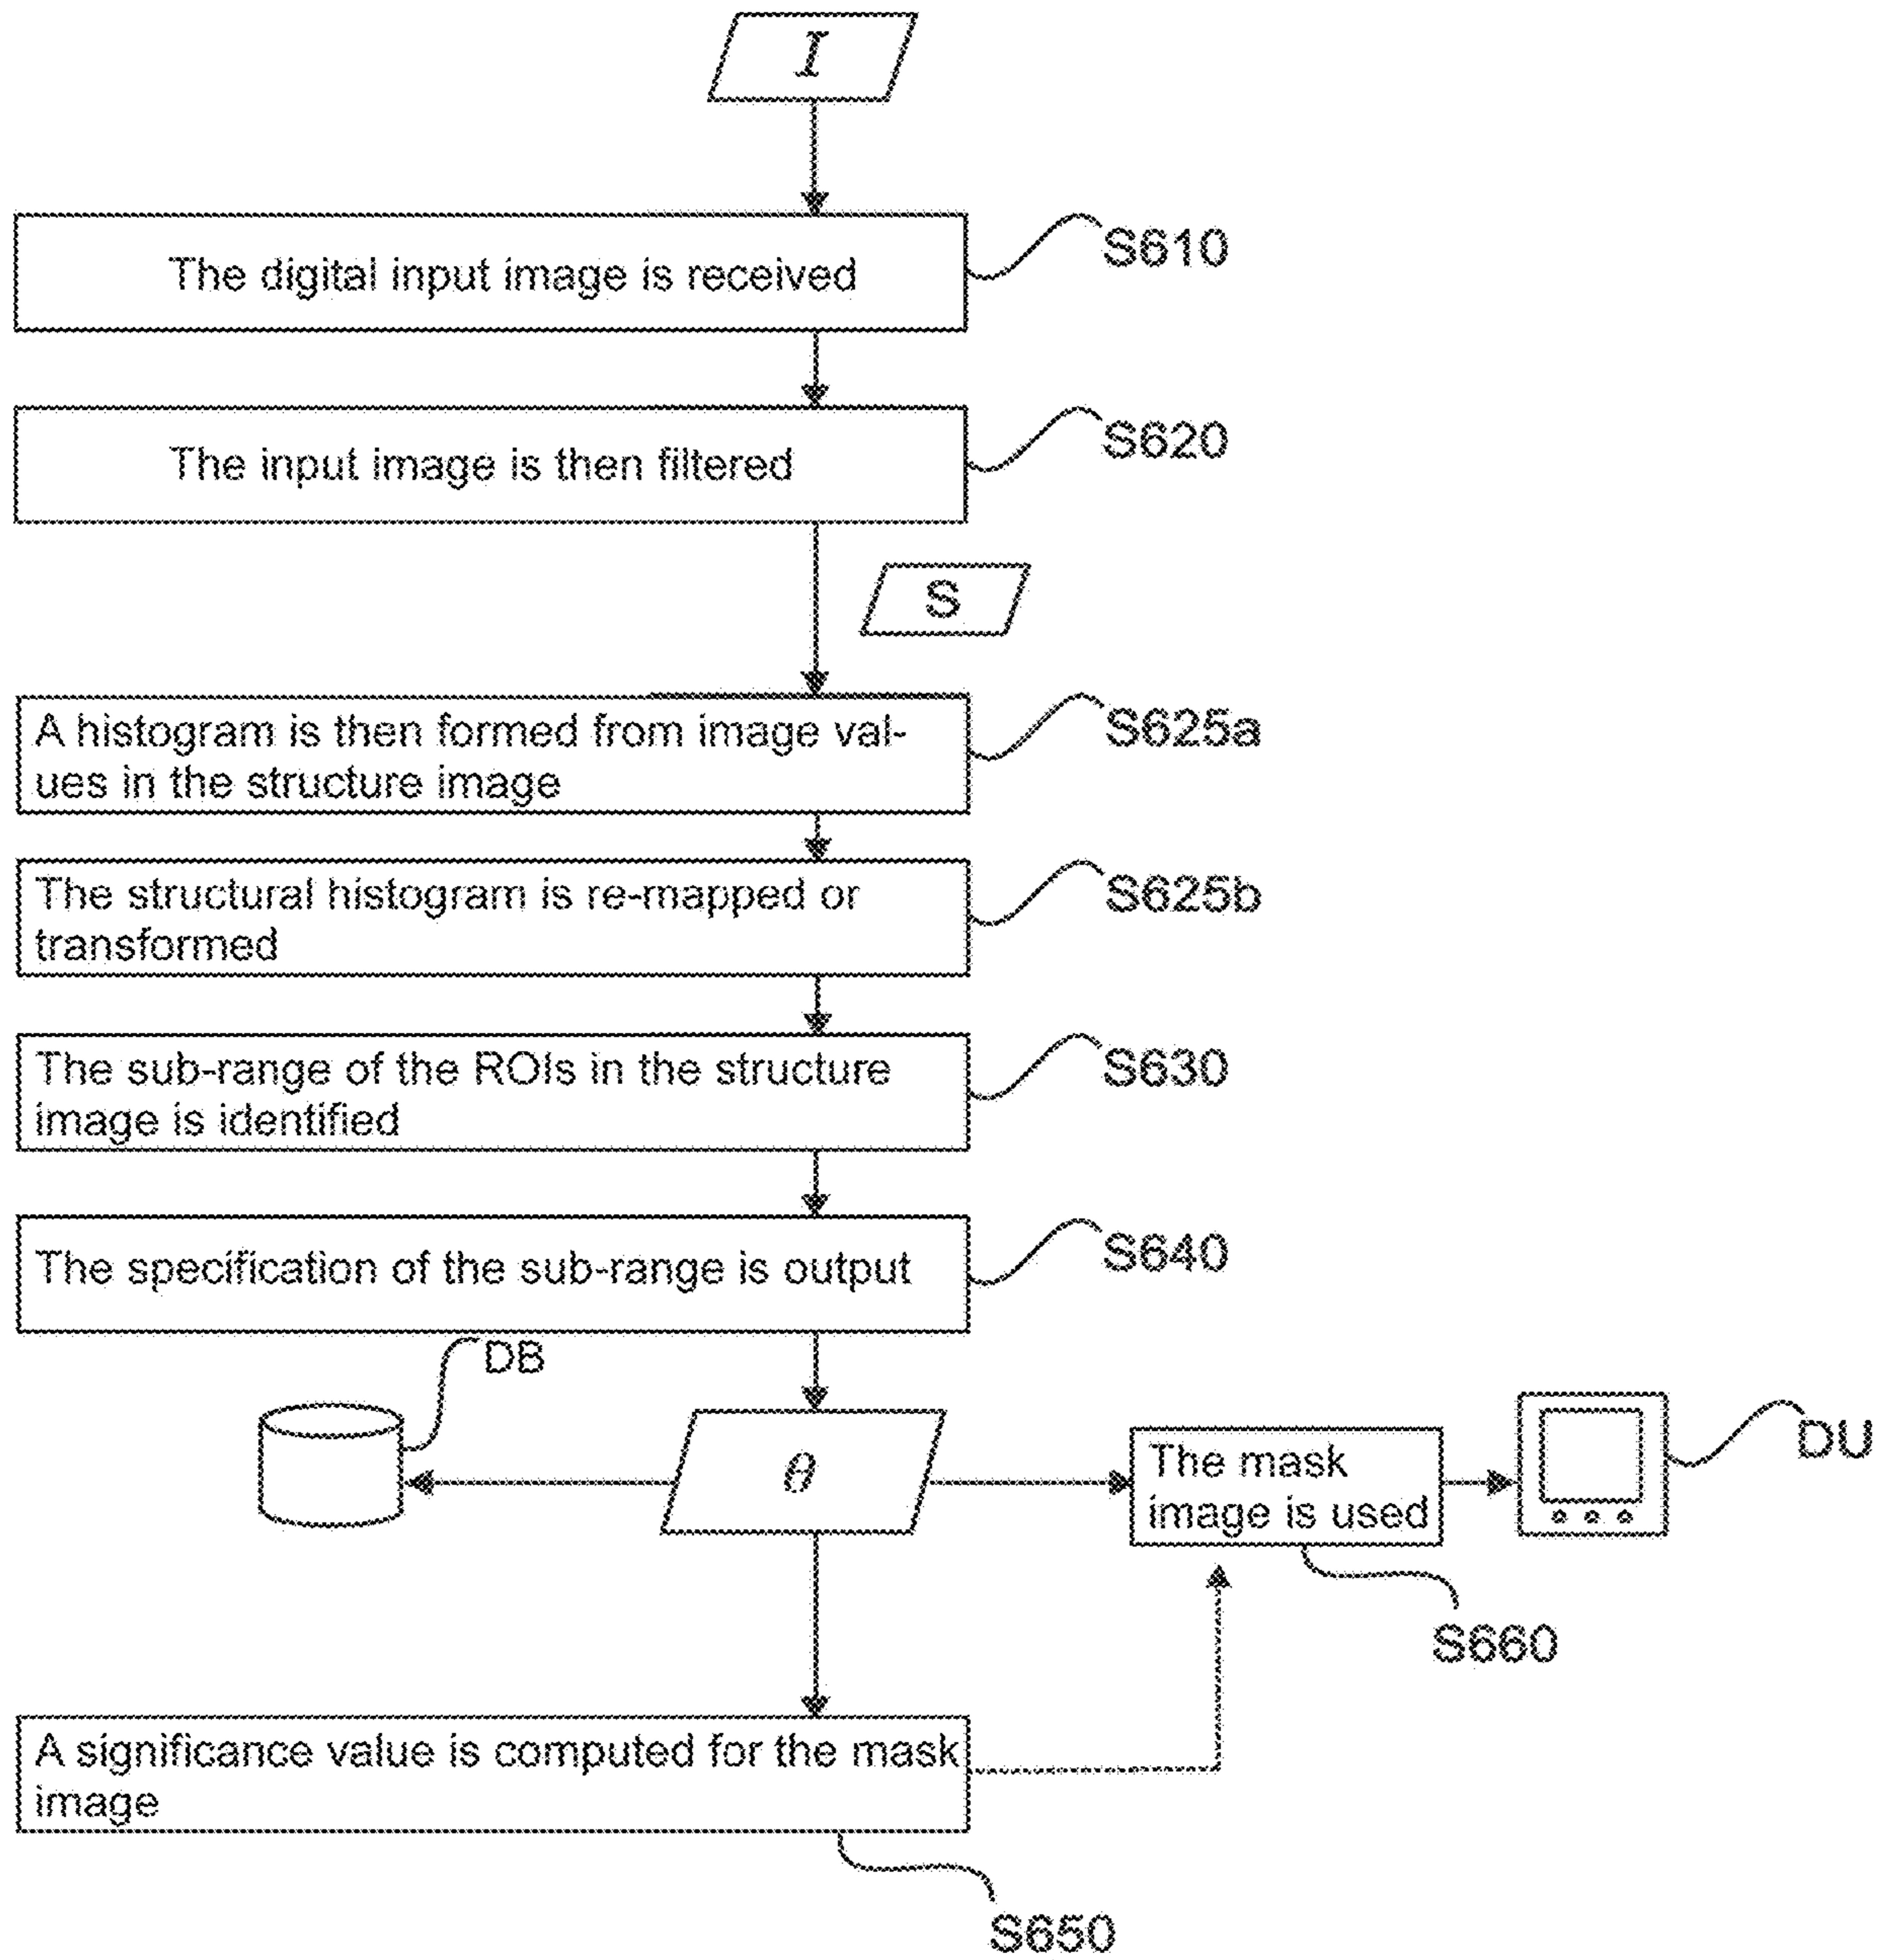 I
The digital input image is received
S610
The input image is then filtered
S620
S
A histogram is then formed from image val-
ues in the structure image
S625a
The structural histogram is re-mapped or
transformed
S625b
The sub-range of the ROIs in the structure
image is identified
S630
The specification of the sub-range is output
S640
DB
θ
The mask
image is used
DU
S660
A significance value is computed for the mask
image
S650